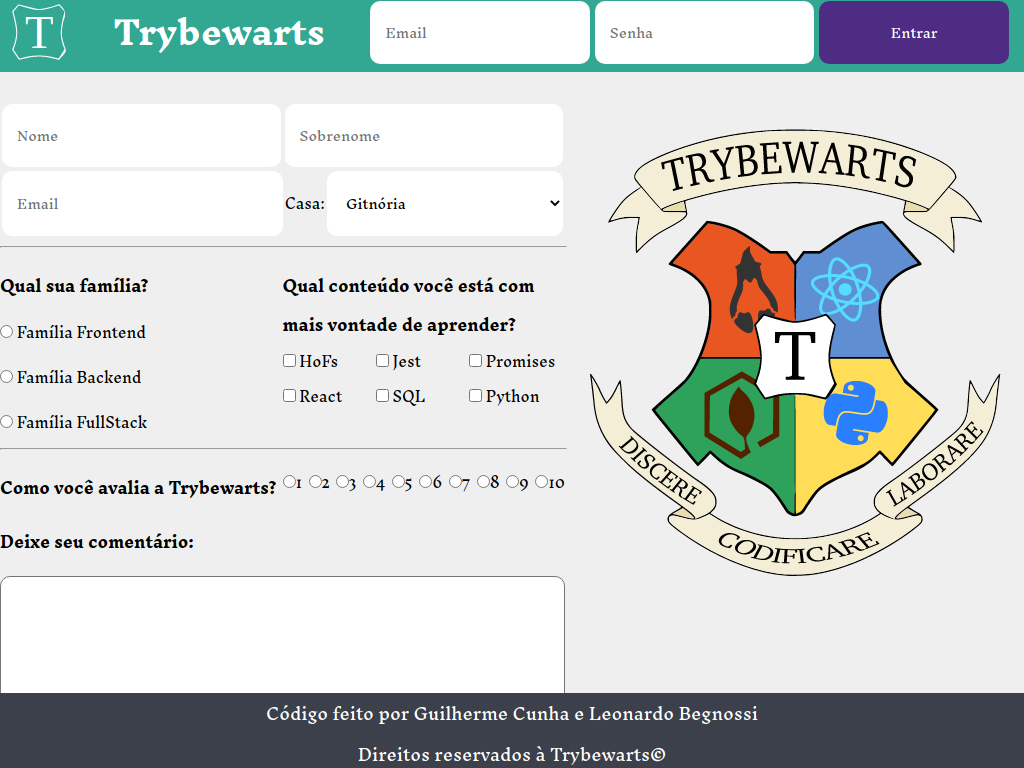 T Trybewarts Email Senha Entrar
Nome Sobrenome
Email Casa: Gitnória
Qual sua família?
Família Frontend
Família Backend
Família FullStack
Qual conteúdo você está com
mais vontade de aprender?
HoFs Jest Promises
React SQL Python
Como você avalia a Trybewarts? 1 2 3 4 5 6 7 8 9 10
Deixe seu comentário:
TRYBEWARTS
T
DISCERE
CODIFICARE
LABORARE
Código feito por Guilherme Cunha e Leonardo Begnossi
Direitos reservados à Trybewarts©